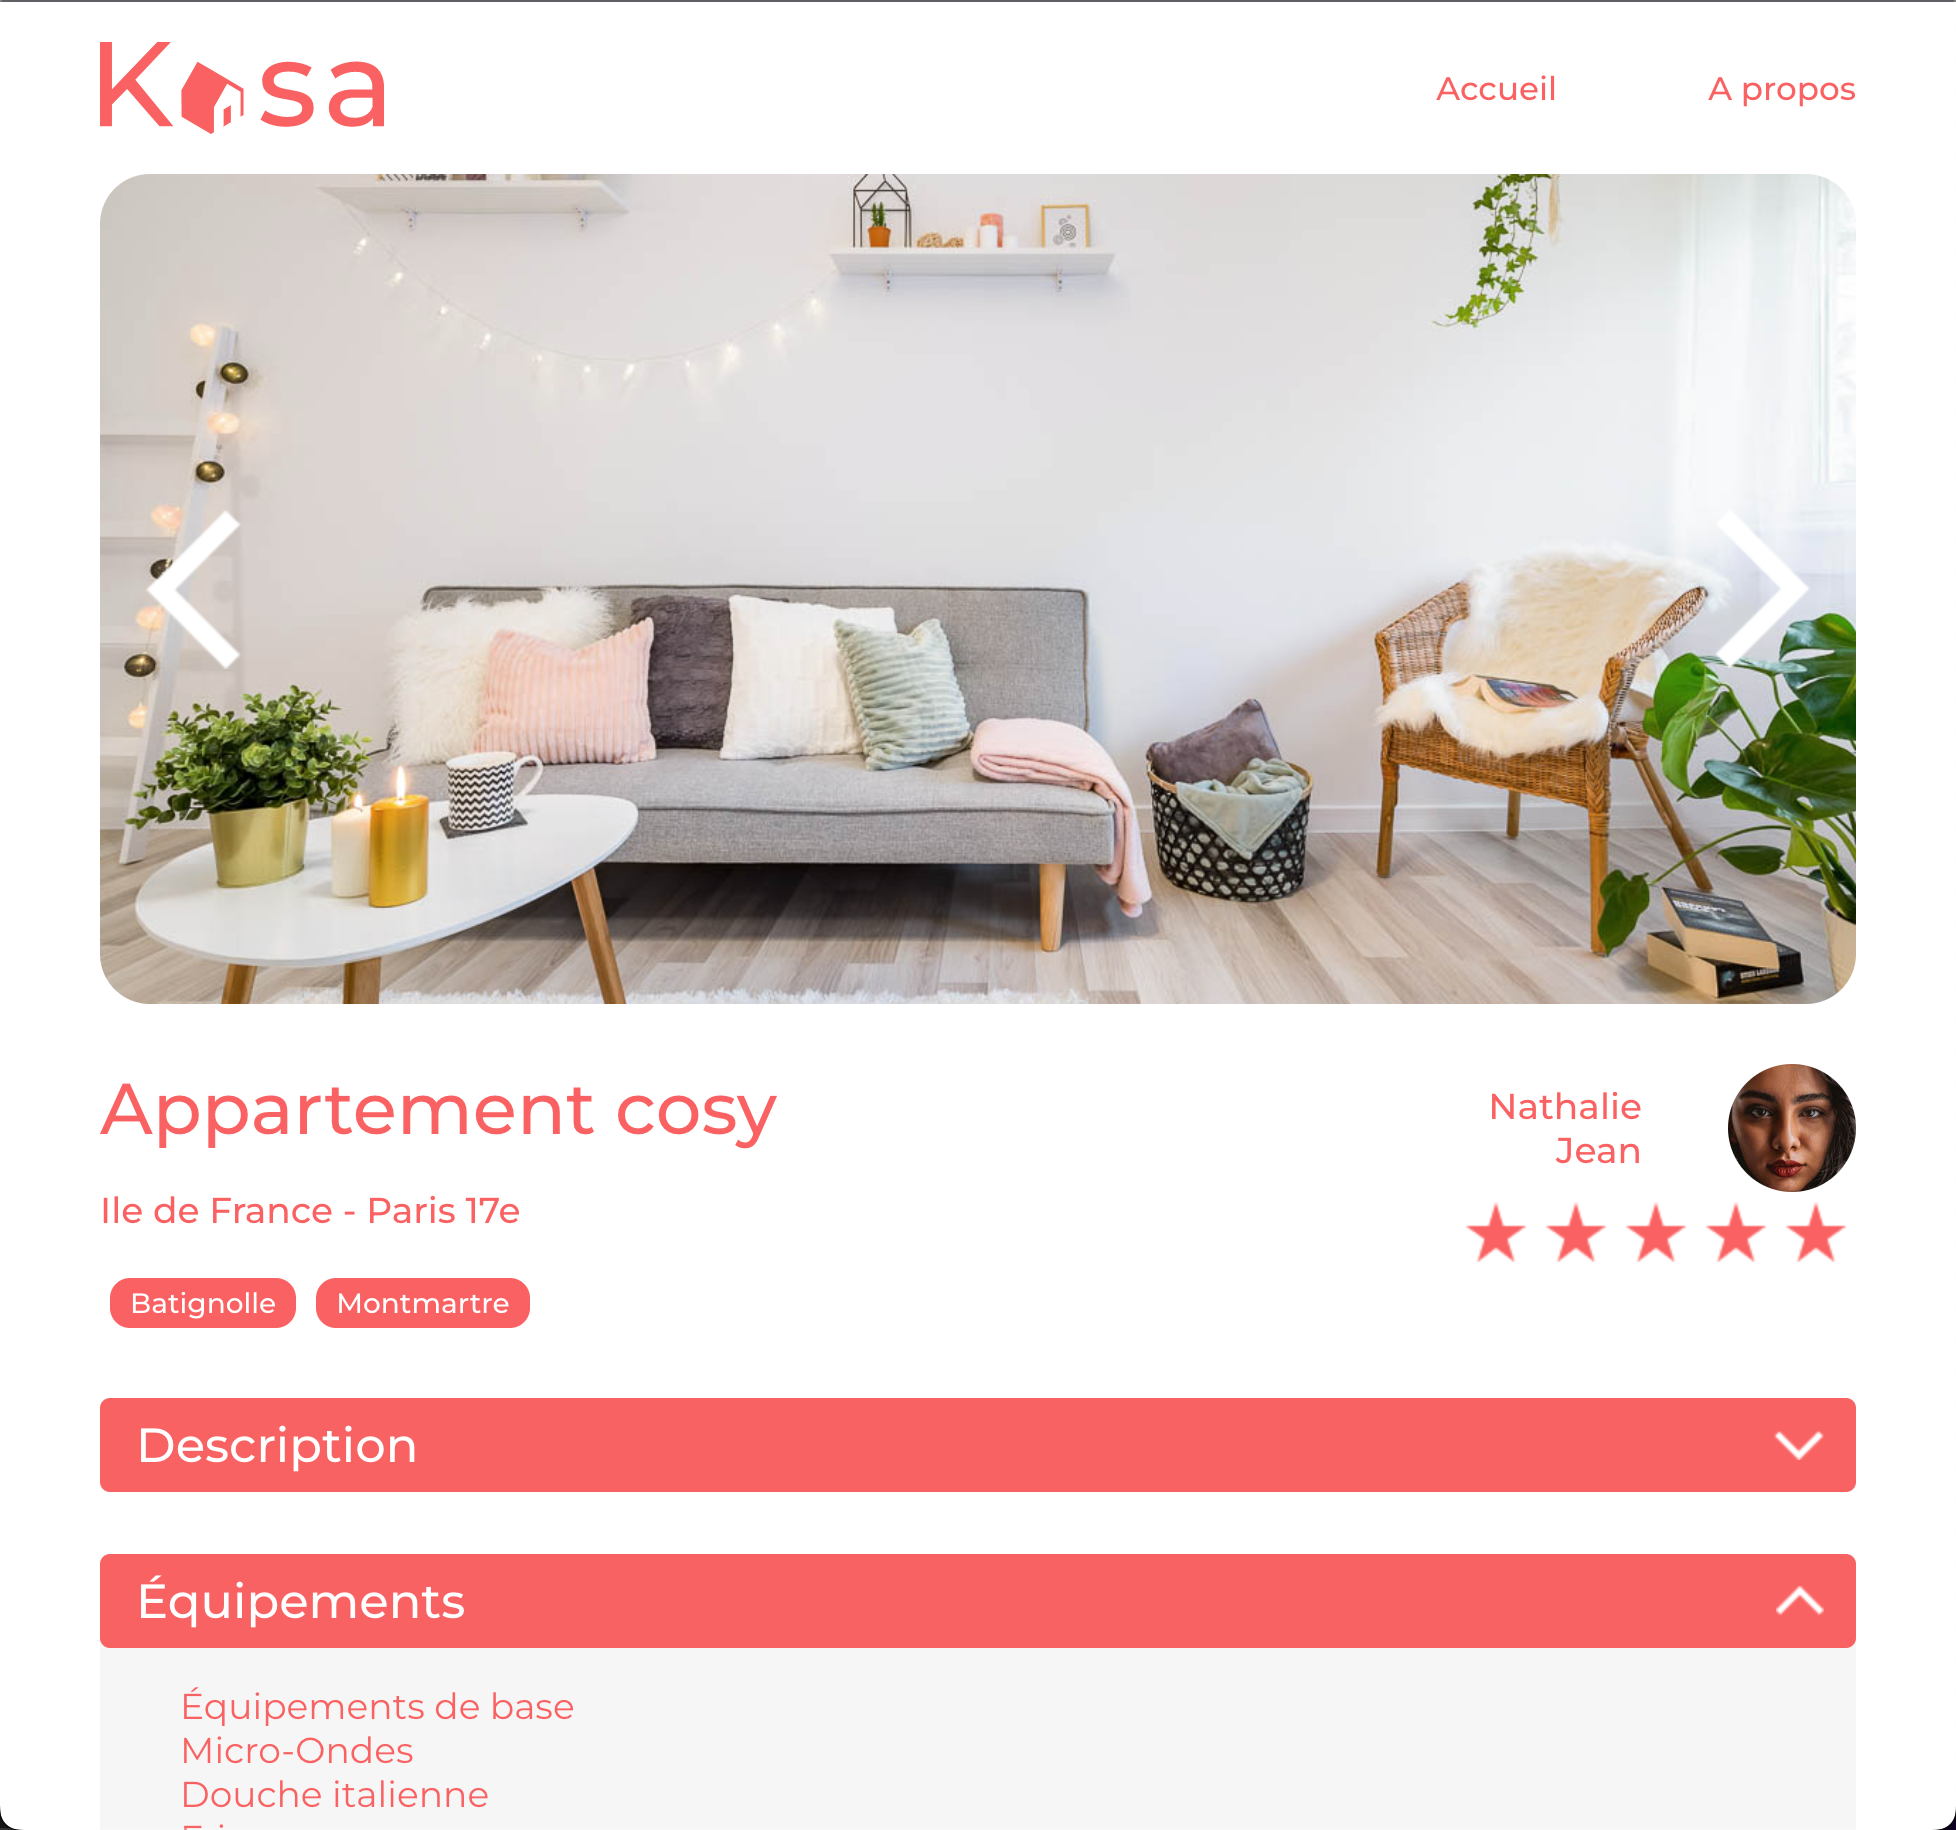 Kasa
Accueil
A propos
Appartement cosy
Nathalie
Jean
Ile de France - Paris 17e
Batignolle
Montmartre
Description
Équipements
Équipements de base
Micro-Ondes
Douche italienne